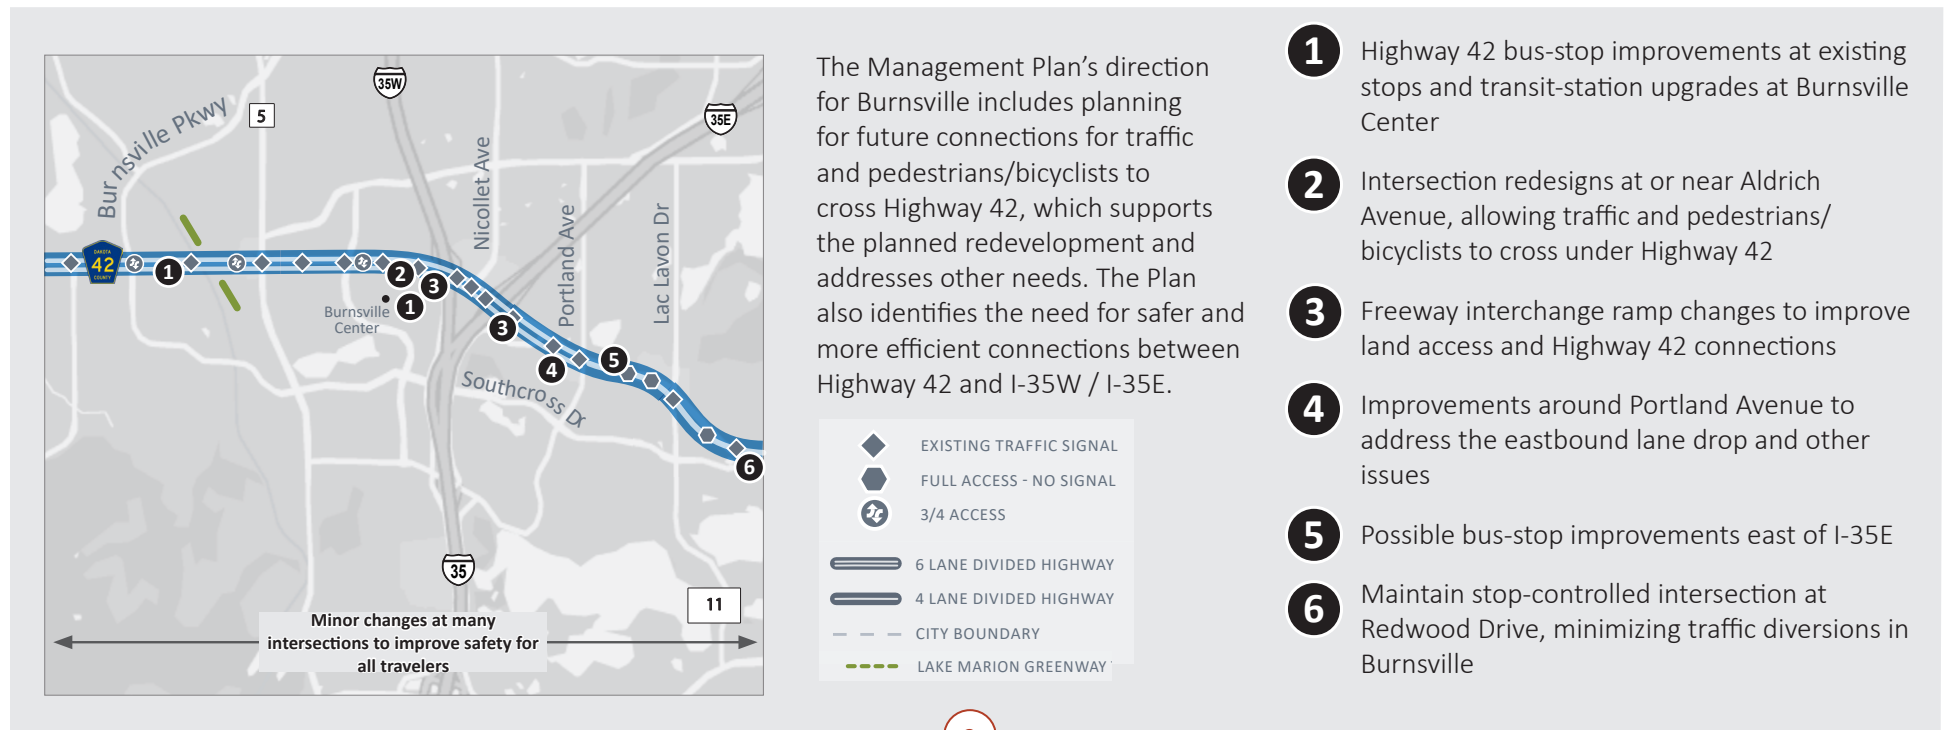 35W
35E
5
Burnsville Pkwy
Nicollet Ave
Portland Ave
Lac Lavon Dr
DAKOTA
42
COUNTY
1
2
3
1
Burnsville
Center
3
4
5
6
Southcross Dr
35
11
Minor changes at many
intersections to improve safety for
all travelers
The Management Plan's direction
for Burnsville includes planning
for future connections for traffic
and pedestrians/bicyclists to
cross Highway 42, which supports
the planned redevelopment and
addresses other needs. The Plan
also identifies the need for safer and
more efficient connections between
Highway 42 and I-35W / I-35E.
EXISTING TRAFFIC SIGNAL
FULL ACCESS - NO SIGNAL
3/4 ACCESS
6 LANE DIVIDED HIGHWAY
4 LANE DIVIDED HIGHWAY
CITY BOUNDARY
LAKE MARION GREENWAY
1 Highway 42 bus-stop improvements at existing
stops and transit-station upgrades at Burnsville
Center
2 Intersection redesigns at or near Aldrich
Avenue, allowing traffic and pedestrians/
bicyclists to cross under Highway 42
3 Freeway interchange ramp changes to improve
land access and Highway 42 connections
4 Improvements around Portland Avenue to
address the eastbound lane drop and other
issues
5 Possible bus-stop improvements east of I-35E
6 Maintain stop-controlled intersection at
Redwood Drive, minimizing traffic diversions in
Burnsville